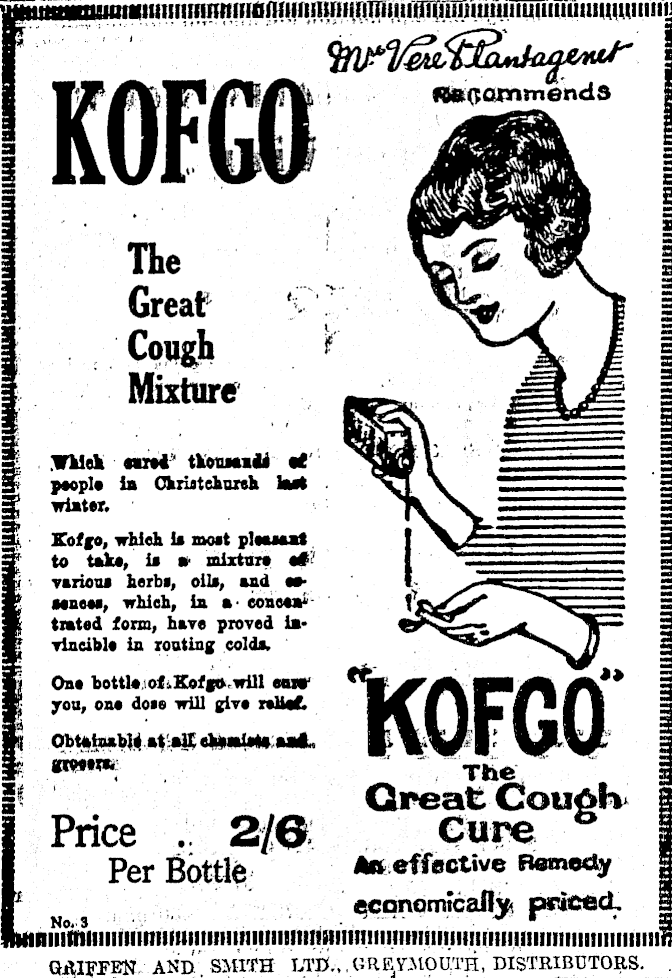 KOFGO
The
Great
Cough
Mixture
Which cured thousands of
people in Christchurch last
winter.
Kofgo, which is most pleasant
to take, is a mixture of
various herbs, oils, and es-
sences, which, in a concen-
trated form, have proved in-
vincible in routing colds.
One bottle of Kofgo will cure
you, one dose will give relief.
Obtainable at all chemists and
grocers.
Price . 2/6
Per Bottle
No. 3
Mrs Vere Plantagenet
Recommends
"KOFGO"
The
Great Cough
Cure
An effective Remedy
economically priced.
GRIFFEN AND SMITH LTD., GREYMOUTH, DISTRIBUTORS.